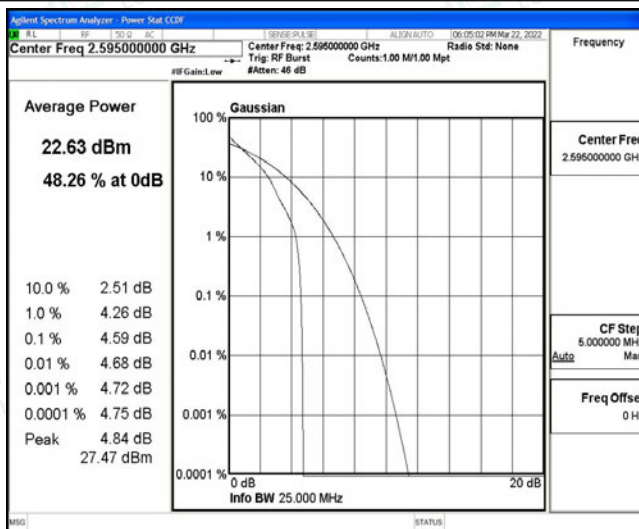 Agilent Spectrum Analyzer - Power Stat CCDF
RL RF 50 Ω AC SENSE:PULSE ALIGN AUTO 06:05:02 PM Mar 22, 2022
Center Freq 2.595000000 GHz
Center Freq: 2.595000000 GHz Radio Std: None
Trig: RF Burst Counts:1.00 M/1.00 Mpt
#IFGain:Low #Atten: 46 dB
Frequency
Average Power
22.63 dBm
48.26 % at 0dB
10.0 % 2.51 dB
1.0 % 4.26 dB
0.1 % 4.59 dB
0.01 % 4.68 dB
0.001 % 4.72 dB
0.0001 % 4.75 dB
Peak 4.84 dB
27.47 dBm
Gaussian
100 %
10 %
1 %
0.1 %
0.01 %
0.001 %
0.0001 %
0 dB 20 dB
Info BW 25.000 MHz
Center Fre
2.595000000 GH
CF Ste
5.000000 MH
Auto Ma
Freq Offse
0 H
MSG STATUS